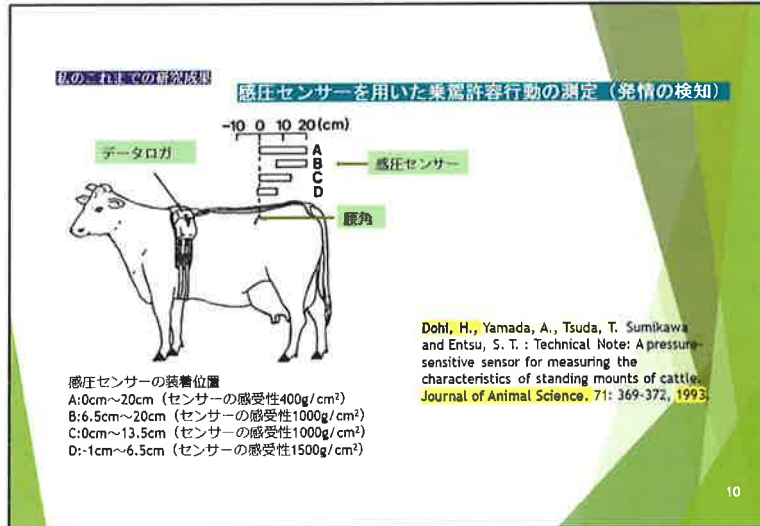 私のこれまでの研究成果
感圧センサーを用いた乗駕許容行動の測定（発情の検知）
-10 0 10 20(cm)
データロガ
A
B
C
D
感圧センサー
腰角
Dohi, H., Yamada, A., Tsuda, T. Sumikawa
and Entsu, S. T. : Technical Note: A pressure-
sensitive sensor for measuring the
characteristics of standing mounts of cattle.
Journal of Animal Science. 71: 369-372, 1993.
感圧センサーの装着位置
A:0cm～20cm（センサーの感受性400g/cm²）
B:6.5cm～20cm（センサーの感受性1000g/cm²）
C:0cm～13.5cm（センサーの感受性1000g/cm²）
D:-1cm～6.5cm（センサーの感受性1500g/cm²）
10